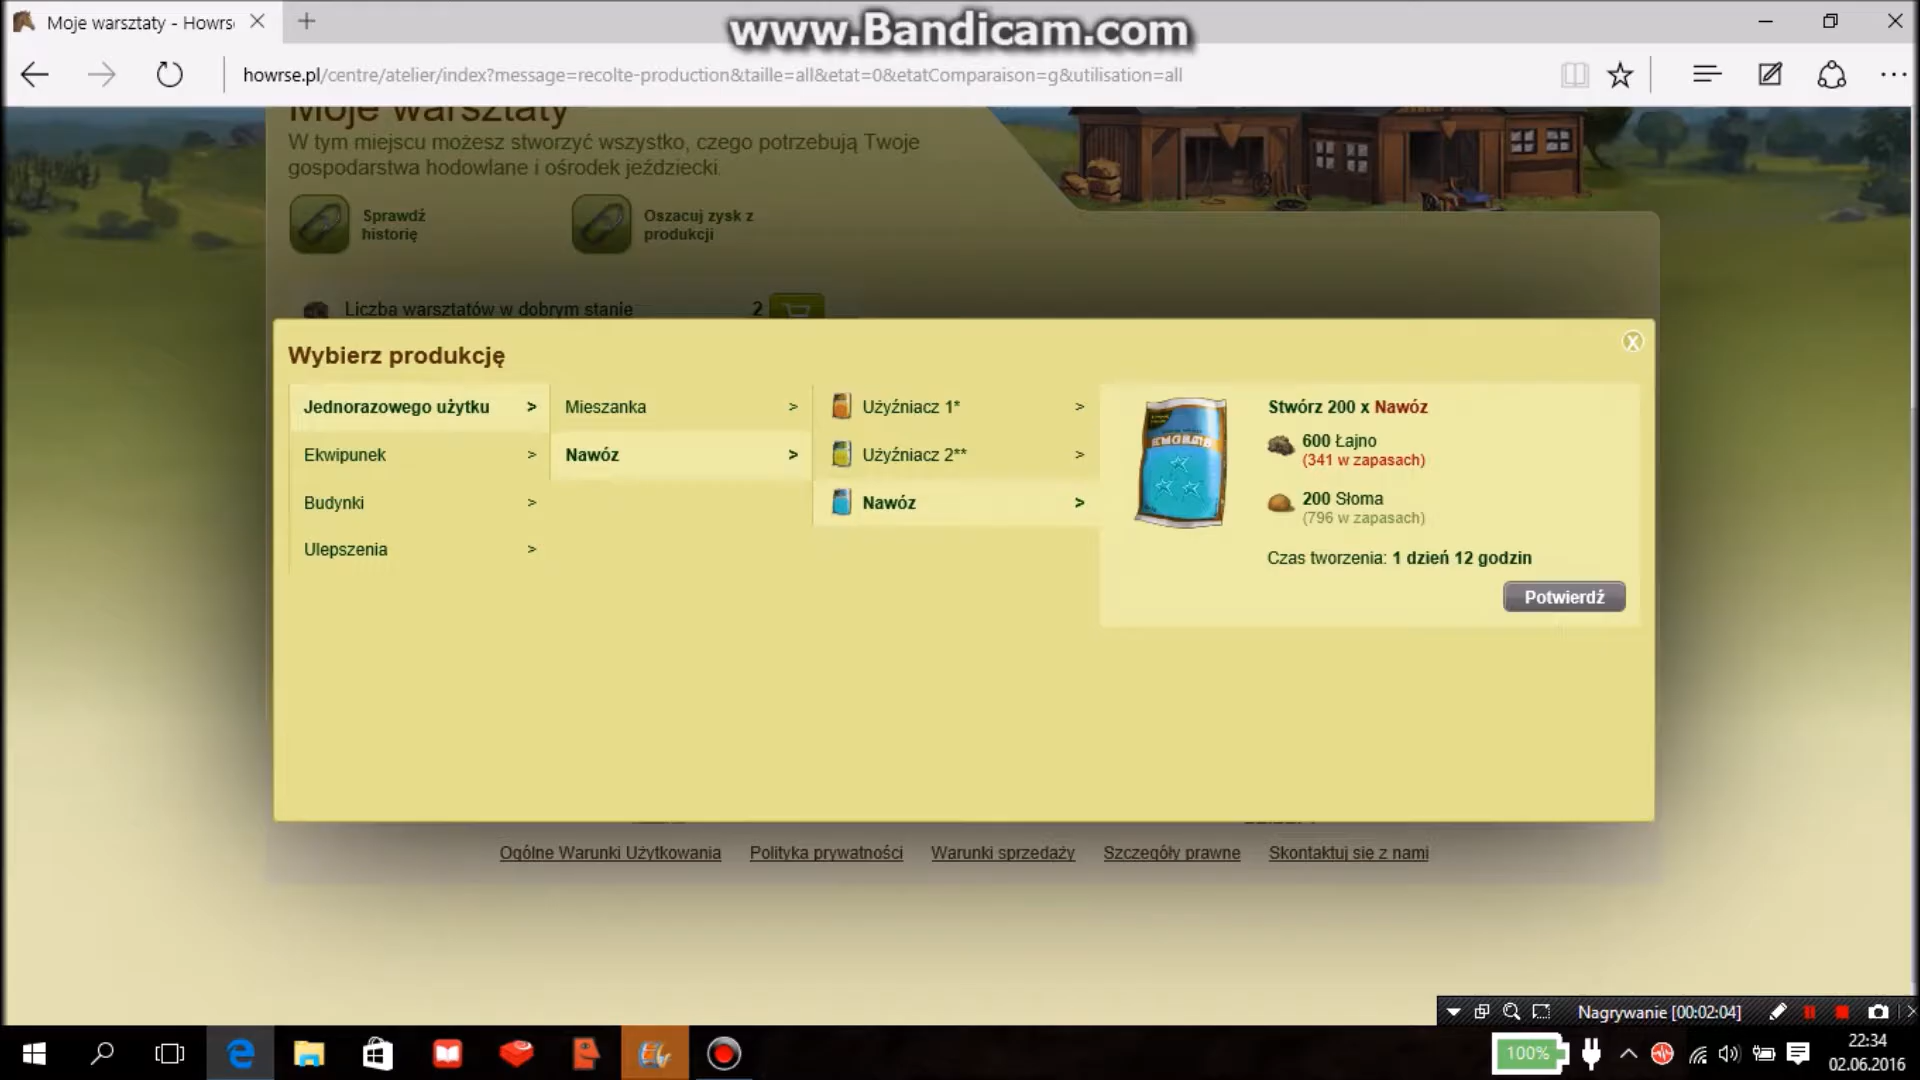 Moje warsztaty - Howrs
www.Bandicam.com
howrse.pl/centre/atelier/index?message=recolte-production&taille=all&etat=0&etatComparaison=g&utilisation=all
Moje warsztaty
W tym miejscu możesz stworzyć wszystko, czego potrzebują Twoje
gospodarstwa hodowlane i ośrodek jeździecki.
Sprawdź
historię
Oszacuj zysk z
produkcji
Liczba warsztatów w dobrym stanie 2
Wybierz produkcję
X
Jednorazowego użytku >
Ekwipunek >
Budynki >
Ulepszenia >
Mieszanka >
Nawóz >
Użyźniacz 1* >
Użyźniacz 2** >
Nawóz >
Stwórz 200 x Nawóz
600 Łajno
(341 w zapasach)
200 Słoma
(796 w zapasach)
Czas tworzenia: 1 dzień 12 godzin
Potwierdź
Ogólne Warunki Użytkowania Polityka prywatności Warunki sprzedaży Szczegóły prawne Skontaktuj się z nami
Nagrywanie [00:02:04]
100%
22:34
02.06.2016